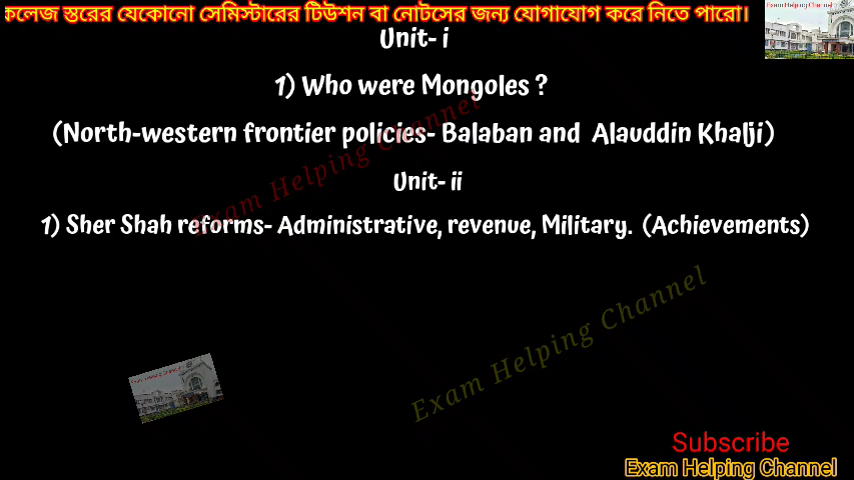 কলেজ স্তরের যেকোনো সেমিস্টারের টিউশন বা নোটসের জন্য যোগাযোগ করে নিতে পারো।
Exam Helping Channel
Unit- i
1) Who were Mongoles ?
(North-western frontier policies- Balaban and Alauddin Khalji)
Exam Helping Channel
Unit- ii
1) Sher Shah reforms- Administrative, revenue, Military. (Achievements)
Exam Helping Channel
Subscribe
Exam Helping Channel